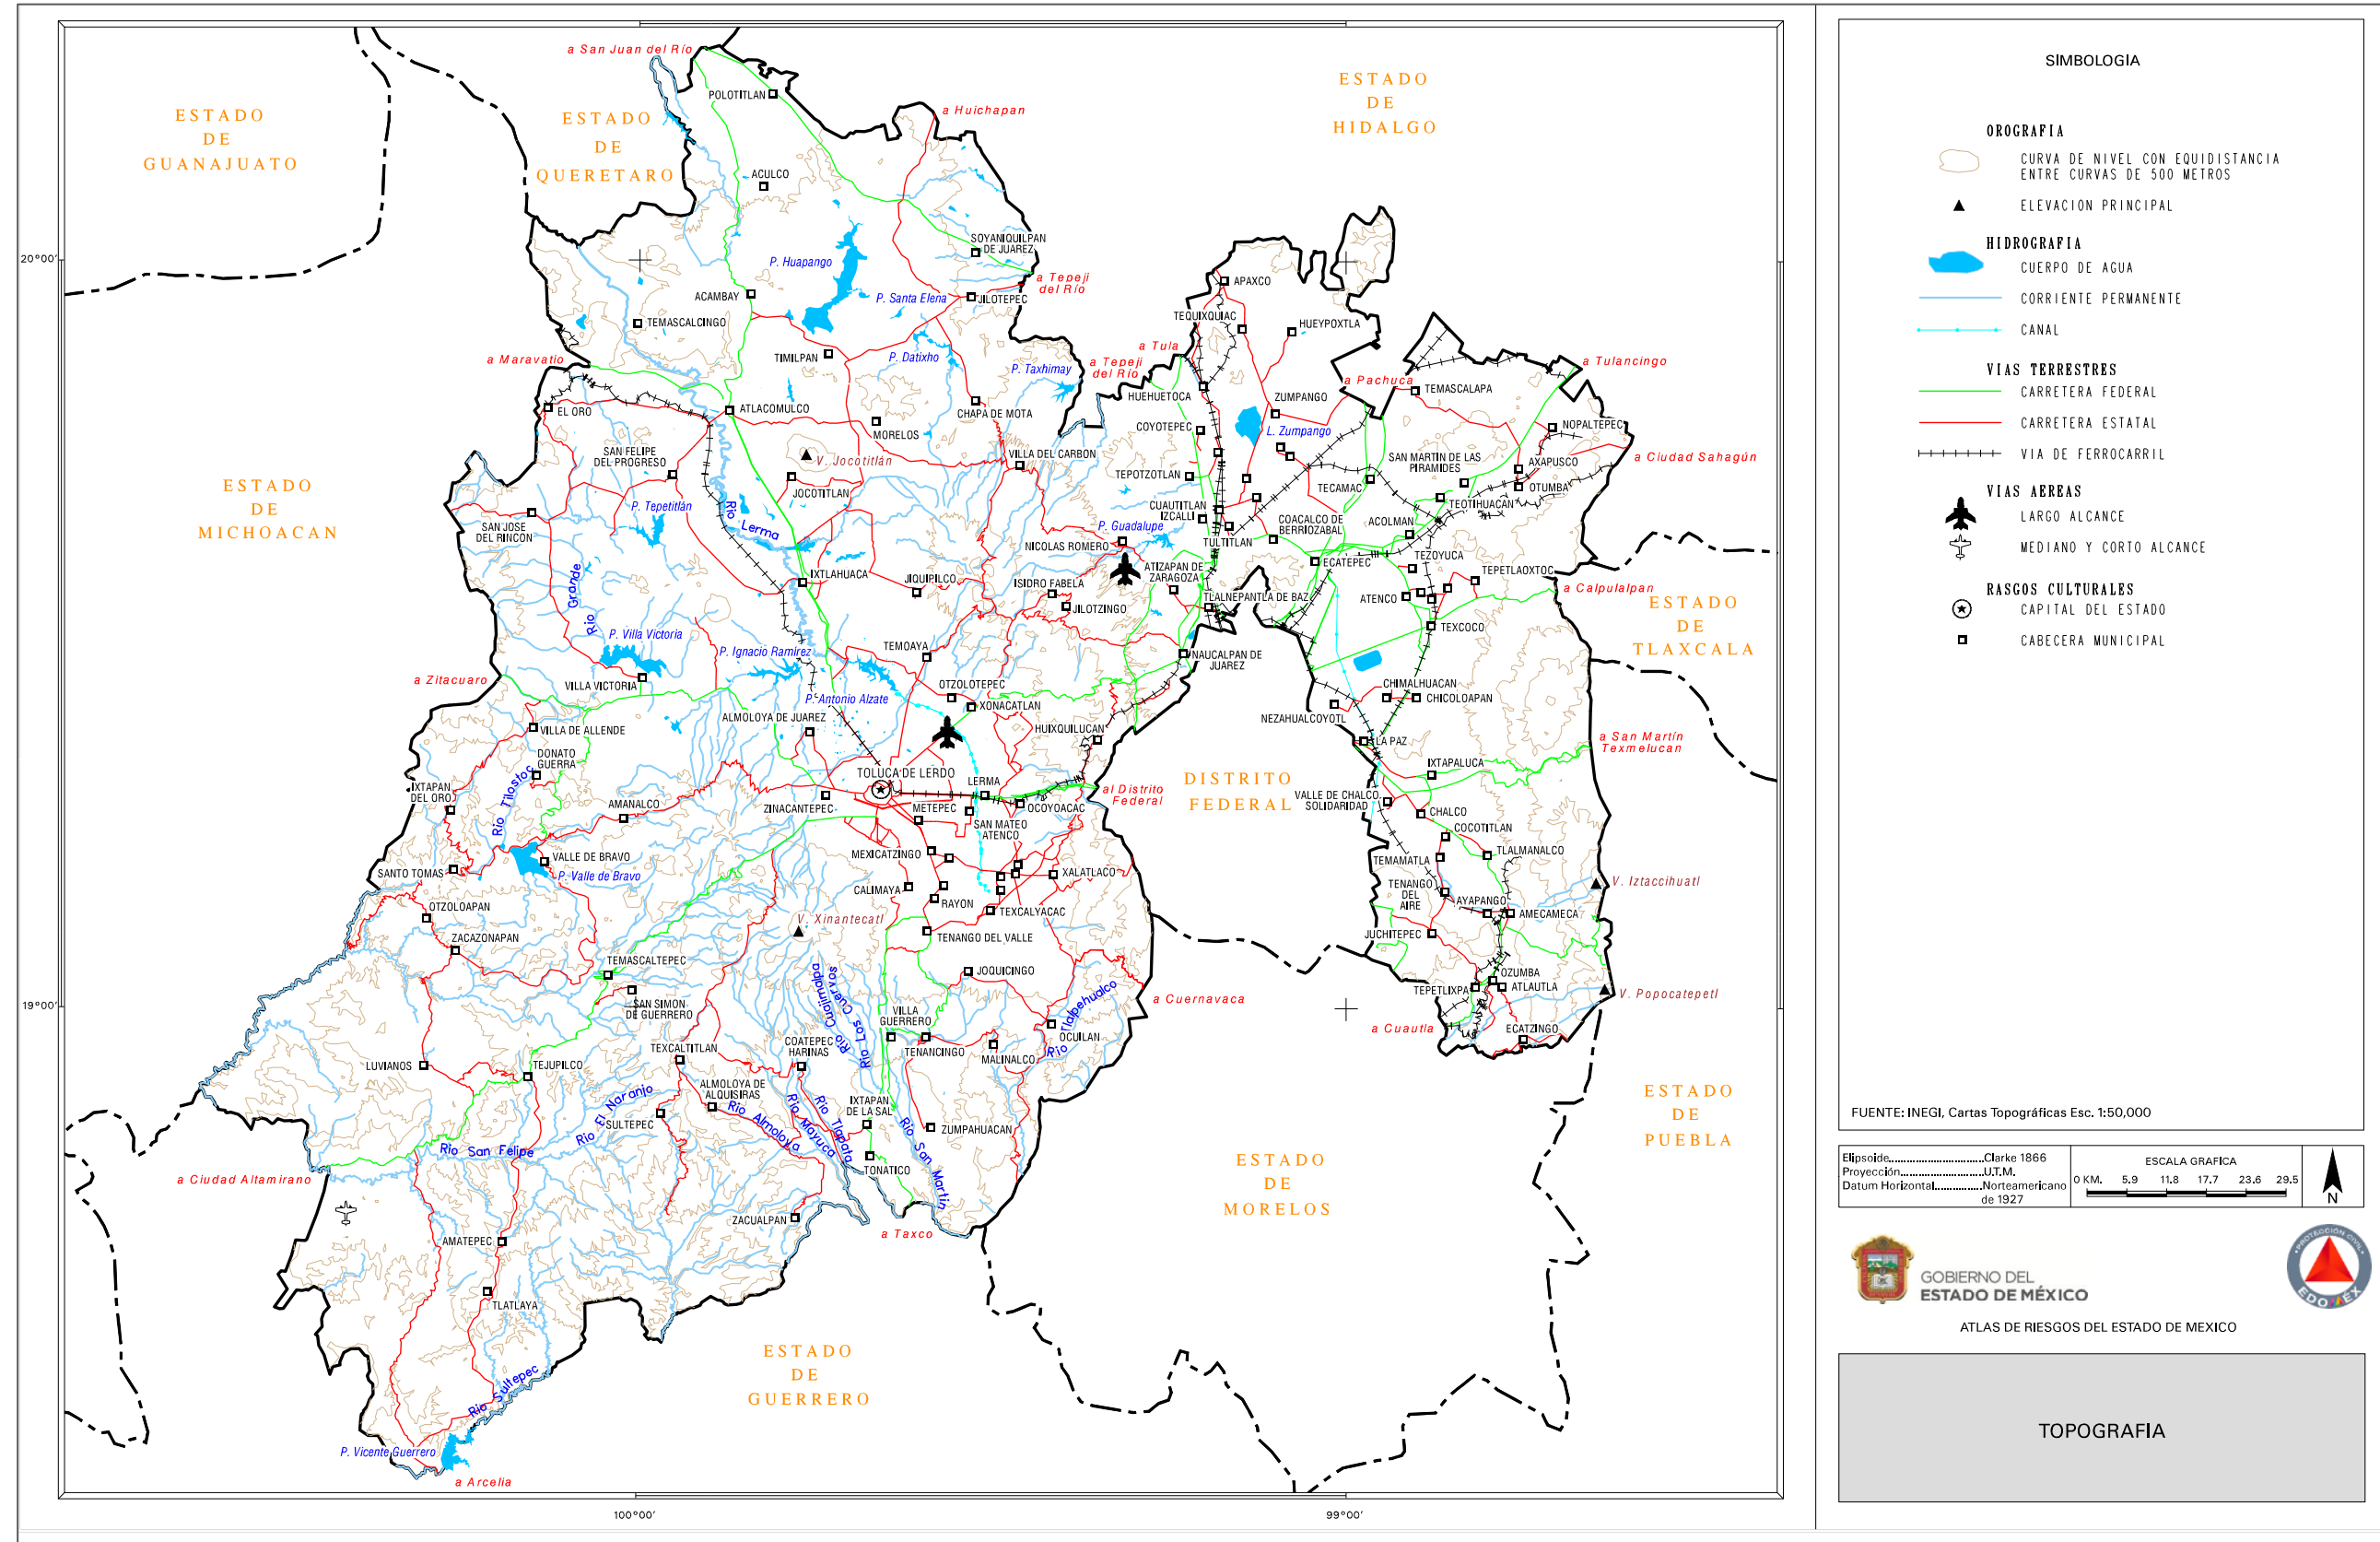 a San Juan del Río
ESTADO
DE
GUANAJUATO
ESTADO
DE
QUERETARO
POLOTITLAN
a Huichapan
ESTADO
DE
HIDALGO
ACULCO
SOYANIQUILPAN
DE JUAREZ
20°00'
P. Huapango
a Tepeji
del Río
ACAMBAY
P. Santa Elena
JILOTEPEC
APAXCO
TEMASCALCINGO
TEQUIXQUIAC
HUEYPOXTLA
a Maravatio
TIMILPAN
P. Datixho
P. Taxhimay
a Tula
a Tepeji
del Río
a Tulancingo
a Pachuca
TEMASCALAPA
HUEHUETOCA
ZUMPANGO
EL ORO
ATLACOMULCO
CHAPA DE MOTA
MORELOS
COYOTEPEC
L. Zumpango
NOPALTEPEC
SAN FELIPE
DEL PROGRESO
V. Jocotitlán
VILLA DEL CARBON
SAN MARTIN DE LAS
PIRAMIDES
AXAPUSCO
a Ciudad Sahagún
TEPOTZOTLAN
TECAMAC
OTUMBA
JOCOTITLAN
ESTADO
DE
MICHOACAN
P. Tepetitlán
Río Lerma
CUAUTITLAN
IZCALLI
TEOTIHUACAN
SAN JOSE
DEL RINCON
P. Guadalupe
COACALCO DE
BERRIOZABAL
ACOLMAN
NICOLAS ROMERO
TULTITLAN
TEZOYUCA
ECATEPEC
ATIZAPAN DE
ZARAGOZA
TEPETLAOXTOC
IXTLAHUACA
JIQUIPILCO
ISIDRO FABELA
JILOTZINGO
TLALNEPANTLA DE BAZ
ATENCO
a Calpulalpan
ESTADO
DE
TLAXCALA
Río Grande
TEXCOCO
P. Villa Victoria
P. Ignacio Ramírez
TEMOAYA
NAUCALPAN DE
JUAREZ
a Zitacuaro
VILLA VICTORIA
P. Antonio Alzate
OTZOLOTEPEC
XONACATLAN
CHIMALHUACAN
CHICOLOAPAN
NEZAHUALCOYOTL
VILLA DE ALLENDE
ALMOLOYA DE JUAREZ
HUIXQUILUCAN
LA PAZ
a San Martín
Texmelucan
DONATO
GUERRA
IXTAPAN
DEL ORO
Río Tilostoc
TOLUCA DE LERDO
LERMA
al Distrito
Federal
DISTRITO
FEDERAL
IXTAPALUCA
VALLE DE CHALCO
SOLIDARIDAD
AMANALCO
ZINACANTEPEC
METEPEC
OCOYOACAC
SAN MATEO
ATENCO
CHALCO
COCOTITLAN
VALLE DE BRAVO
P. Valle de Bravo
SANTO TOMAS
MEXICATZINGO
TEMAMATLA
TLALMANALCO
CALIMAYA
XALATLACO
TENANGO
DEL
AIRE
V. Iztaccihuatl
OTZOLOAPAN
RAYON
TEXCALYACAC
AYAPANGO
AMECAMECA
V. Xinantecatl
ZACAZONAPAN
TENANGO DEL VALLE
JUCHITEPEC
TEMASCALTEPEC
JOQUICINGO
OZUMBA
19°00'
SAN SIMON
DE GUERRERO
Río Cualimalpa
Río Los Cuervos
a Cuernavaca
TEPETLIXPA
ATLAUTLA
V. Popocatepetl
VILLA
GUERRERO
Río Tlalpehualco
OCUILAN
a Cuautla
ECATZINGO
LUVIANOS
TEXCALTITLAN
COATEPEC
HARINAS
TENANCINGO
MALINALCO
TEJUPILCO
ALMOLOYA DE
ALQUISIRAS
IXTAPAN
DE LA SAL
ESTADO
DE
PUEBLA
Río El Naranjo
SULTEPEC
Río Almoloya
Río Mayuca
Río Tlapala
Río San Martín
ZUMPAHUACAN
Río San Felipe
TONATICO
a Ciudad Altamirano
ESTADO
DE
MORELOS
ZACUALPAN
a Taxco
AMATEPEC
TLATLAYA
ESTADO
DE
GUERRERO
Río Sultepec
P. Vicente Guerrero
a Arcelia
100°00'
99°00'
SIMBOLOGIA
OROGRAFIA
CURVA DE NIVEL CON EQUIDISTANCIA
ENTRE CURVAS DE 500 METROS
ELEVACION PRINCIPAL
HIDROGRAFIA
CUERPO DE AGUA
CORRIENTE PERMANENTE
CANAL
VIAS TERRESTRES
CARRETERA FEDERAL
CARRETERA ESTATAL
VIA DE FERROCARRIL
VIAS AEREAS
LARGO ALCANCE
MEDIANO Y CORTO ALCANCE
RASGOS CULTURALES
CAPITAL DEL ESTADO
CABECERA MUNICIPAL
FUENTE: INEGI, Cartas Topográficas Esc. 1:50,000
Elipsoide..............................Clarke 1866
Proyección..........................U.T.M.
Datum Horizontal...............Norteamericano
de 1927
ESCALA GRAFICA
0 KM. 5.9 11.8 17.7 23.6 29.5
N
GOBIERNO DEL
ESTADO DE MÉXICO
PROTECCIÓN CIVIL
EDOMÉX
ATLAS DE RIESGOS DEL ESTADO DE MEXICO
TOPOGRAFIA